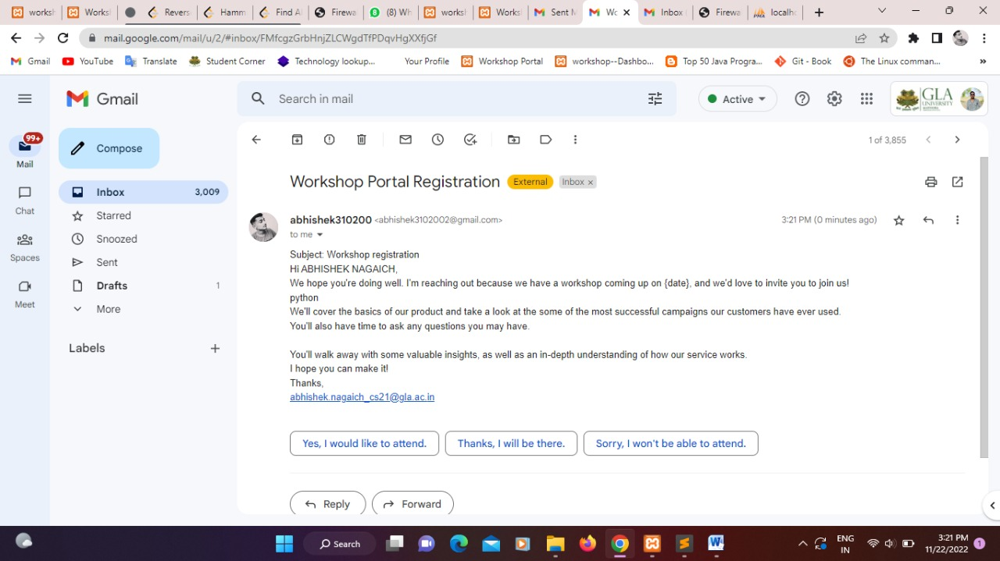 worksh
Worksl
Revers
Hamm
Find Al
Firewa
(8) Wh
worksh
Worksl
Sent M
Wo
Inbox (
Firewa
localho
mail.google.com/mail/u/2/#inbox/FMfcgzGrbHnjZLCWgdTfPDqvHgXXfjGf
Gmail
YouTube
Translate
Student Corner
Technology lookup...
Your Profile
Workshop Portal
workshop--Dashbo...
Top 50 Java Progra...
Git - Book
The Linux comman...
»
Gmail
Search in mail
Active
GLA
UNIVERSITY
99+
Mail
Chat
Spaces
Meet
Compose
Inbox 3,009
Starred
Snoozed
Sent
Drafts 1
More
Labels +
1 of 3,855
Workshop Portal Registration External Inbox x
abhishek310200 <abhishek3102002@gmail.com> 3:21 PM (0 minutes ago)
to me
Subject: Workshop registration
Hi ABHISHEK NAGAICH,
We hope you're doing well. I'm reaching out because we have a workshop coming up on {date}, and we'd love to invite you to join us!
python
We'll cover the basics of our product and take a look at the some of the most successful campaigns our customers have ever used.
You'll also have time to ask any questions you may have.
You'll walk away with some valuable insights, as well as an in-depth understanding of how our service works.
I hope you can make it!
Thanks,
abhishek.nagaich_cs21@gla.ac.in
Yes, I would like to attend.
Thanks, I will be there.
Sorry, I won't be able to attend.
Reply
Forward
Search
ENG
IN
3:21 PM
11/22/2022
1